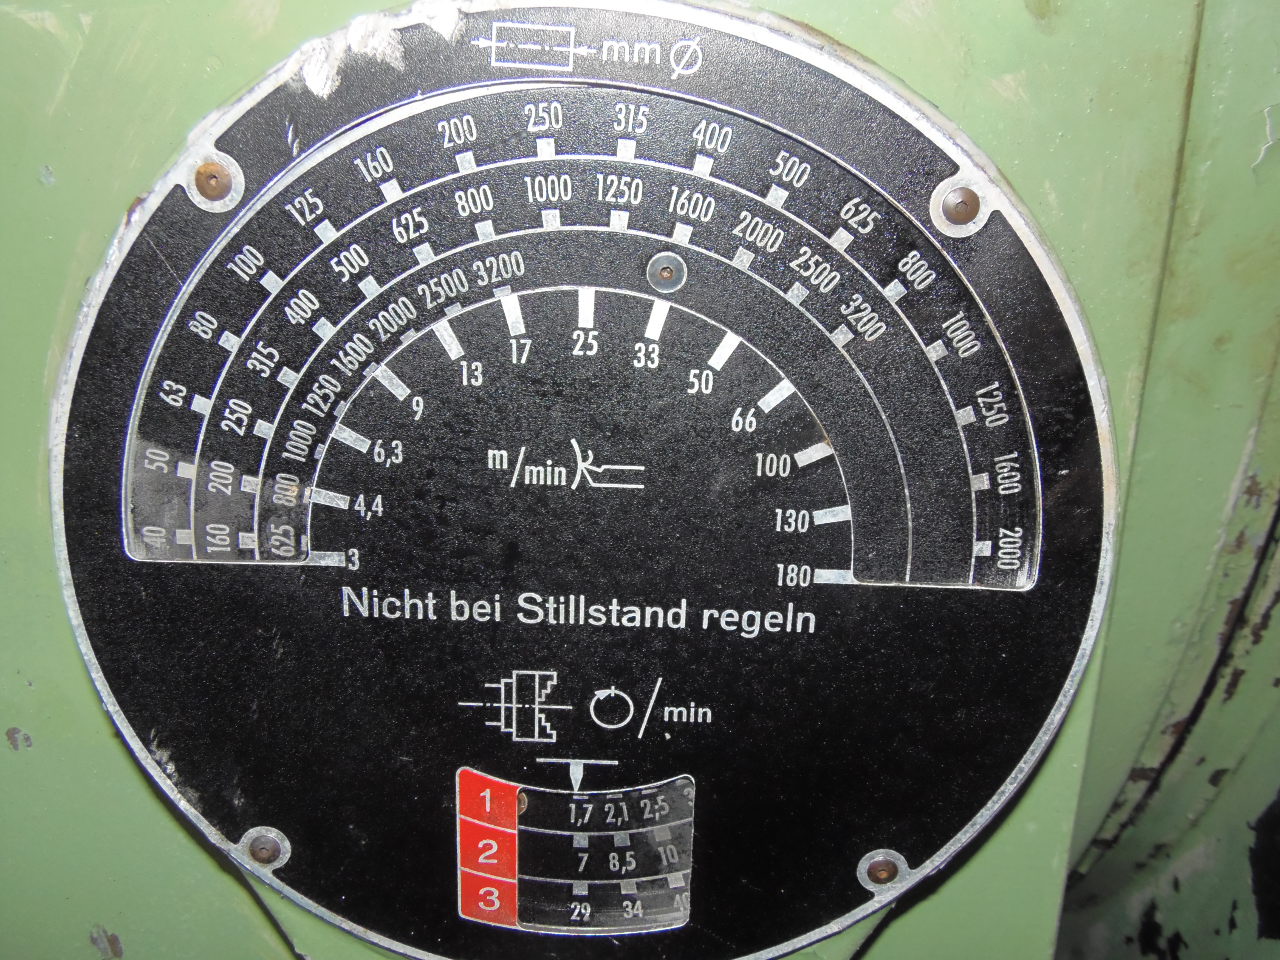 mm Ø
40 50 63 80 100 125 160 200 250 315 400 500 625 800 1000 1250 1600 2000
160 200 250 315 400 500 625 800 1000 1250 1600 2000 2500 3200
625 800 1000 1250 1600 2000 2500 3200
3 4,4 6,3 9 13 17 25 33 50 66 100 130 180
m/min
Nicht bei Stillstand regeln
/min
1 1,7 2,1 2,5
2 7 8,5 10
3 29 34